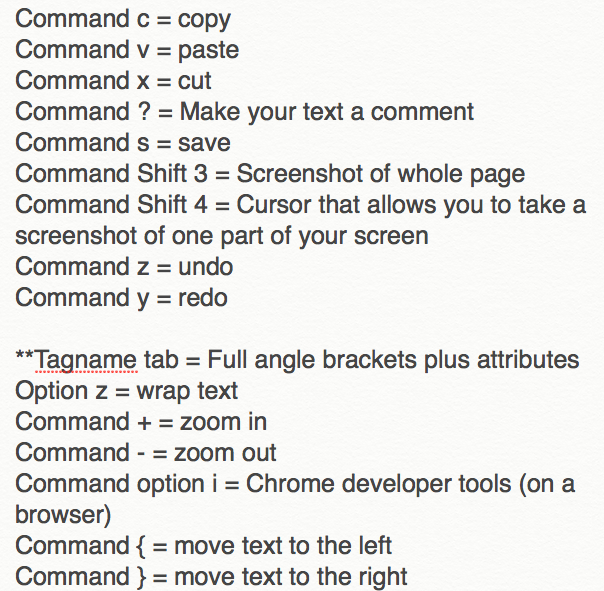 Command c = copy
Command v = paste
Command x = cut
Command ? = Make your text a comment
Command s = save
Command Shift 3 = Screenshot of whole page
Command Shift 4 = Cursor that allows you to take a
screenshot of one part of your screen
Command z = undo
Command y = redo
**Tagname tab = Full angle brackets plus attributes
Option z = wrap text
Command + = zoom in
Command - = zoom out
Command option i = Chrome developer tools (on a
browser)
Command { = move text to the left
Command } = move text to the right